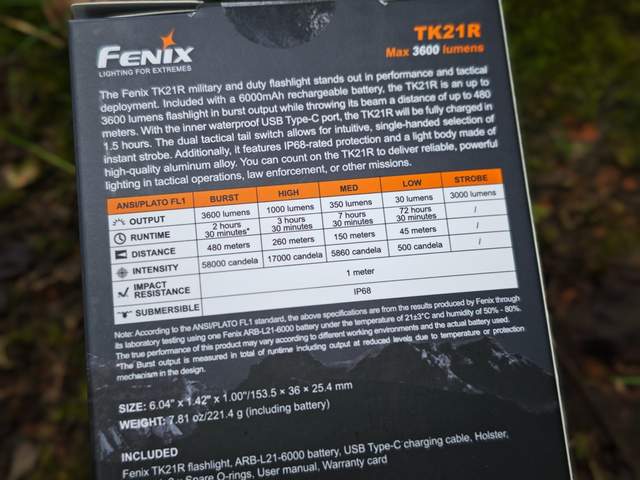 FENIX
LIGHTING FOR EXTREMES
TK21R
Max 3600 lumens
The Fenix TK21R military and duty flashlight stands out in performance and tactical
deployment. Included with a 6000mAh rechargeable battery, the TK21R is an up to
3600 lumens flashlight in burst output while throwing its beam a distance of up to 480
meters. With the inner waterproof USB Type-C port, the TK21R will be fully charged in
1.5 hours. The dual tactical tail switch allows for intuitive, single-handed selection of
instant strobe. Additionally, it features IP68-rated protection and a light body made of
high-quality aluminum alloy. You can count on the TK21R to deliver reliable, powerful
lighting in tactical operations, law enforcement, or other missions.
ANSI/PLATO FL1 BURST HIGH MED LOW STROBE
OUTPUT 3600 lumens 1000 lumens 350 lumens 30 lumens 3000 lumens
RUNTIME 2 hours 30 minutes* 3 hours 30 minutes 7 hours 30 minutes 72 hours 30 minutes /
DISTANCE 480 meters 260 meters 150 meters 45 meters /
INTENSITY 58000 candela 17000 candela 5860 candela 500 candela /
IMPACT RESISTANCE 1 meter
SUBMERSIBLE IP68
Note: According to the ANSI/PLATO FL1 standard, the above specifications are from the results produced by Fenix through
its laboratory testing using one Fenix ARB-L21-6000 battery under the temperature of 21±3°C and humidity of 50% - 80%.
The true performance of this product may vary according to different working environments and the actual battery used.
*The Burst output is measured in total of runtime including output at reduced levels due to temperature or protection
mechanism in the design.
SIZE: 6.04" x 1.42" x 1.00"/153.5 × 36 × 25.4 mm
WEIGHT: 7.81 oz/221.4 g (including battery)
INCLUDED
Fenix TK21R flashlight, ARB-L21-6000 battery, USB Type-C charging cable, Holster,
Spare O-rings, User manual, Warranty card